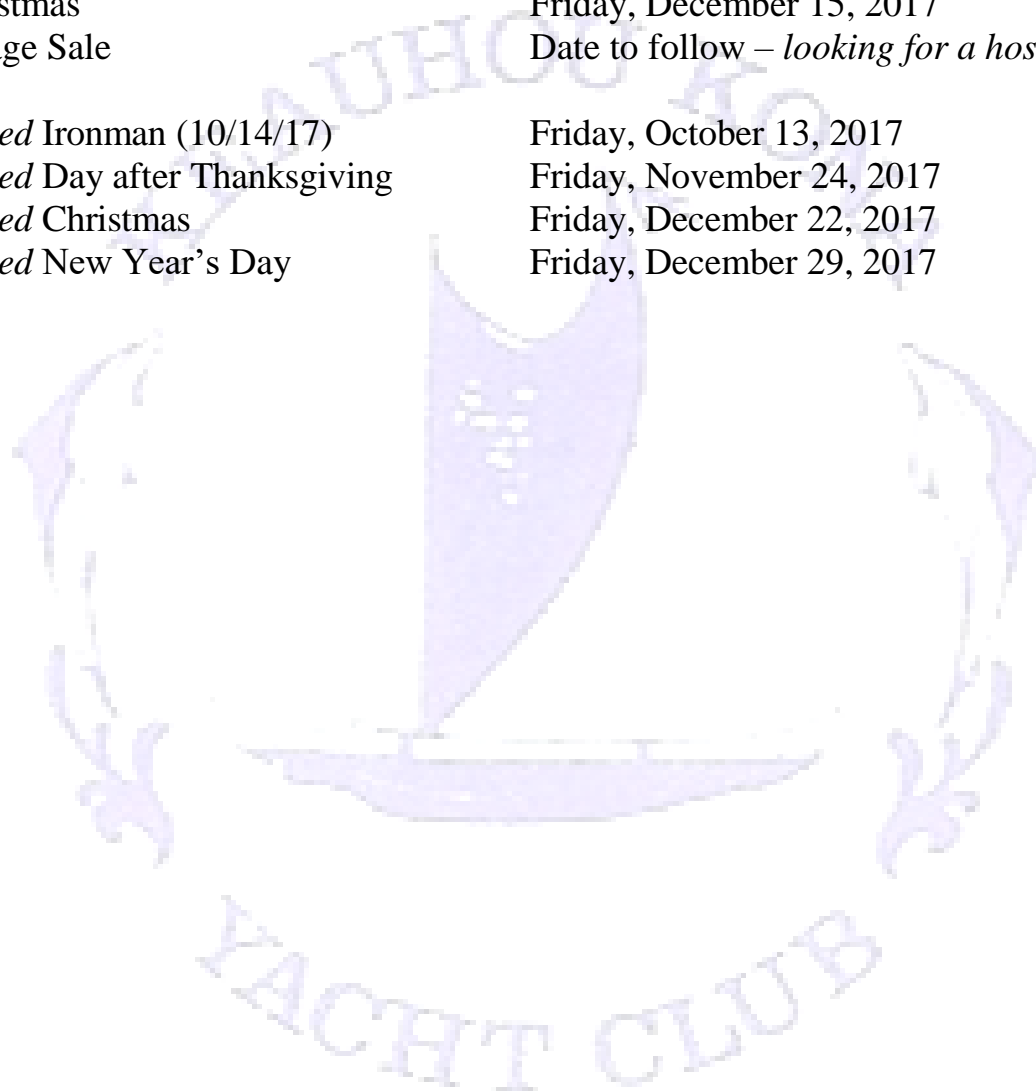 stmas Friday, December 15, 2017
ge Sale Date to follow – looking for a hos
ed Ironman (10/14/17) Friday, October 13, 2017
ed Day after Thanksgiving Friday, November 24, 2017
ed Christmas Friday, December 22, 2017
ed New Year’s Day Friday, December 29, 2017
KEAUHOU KONA
YACHT CLUB